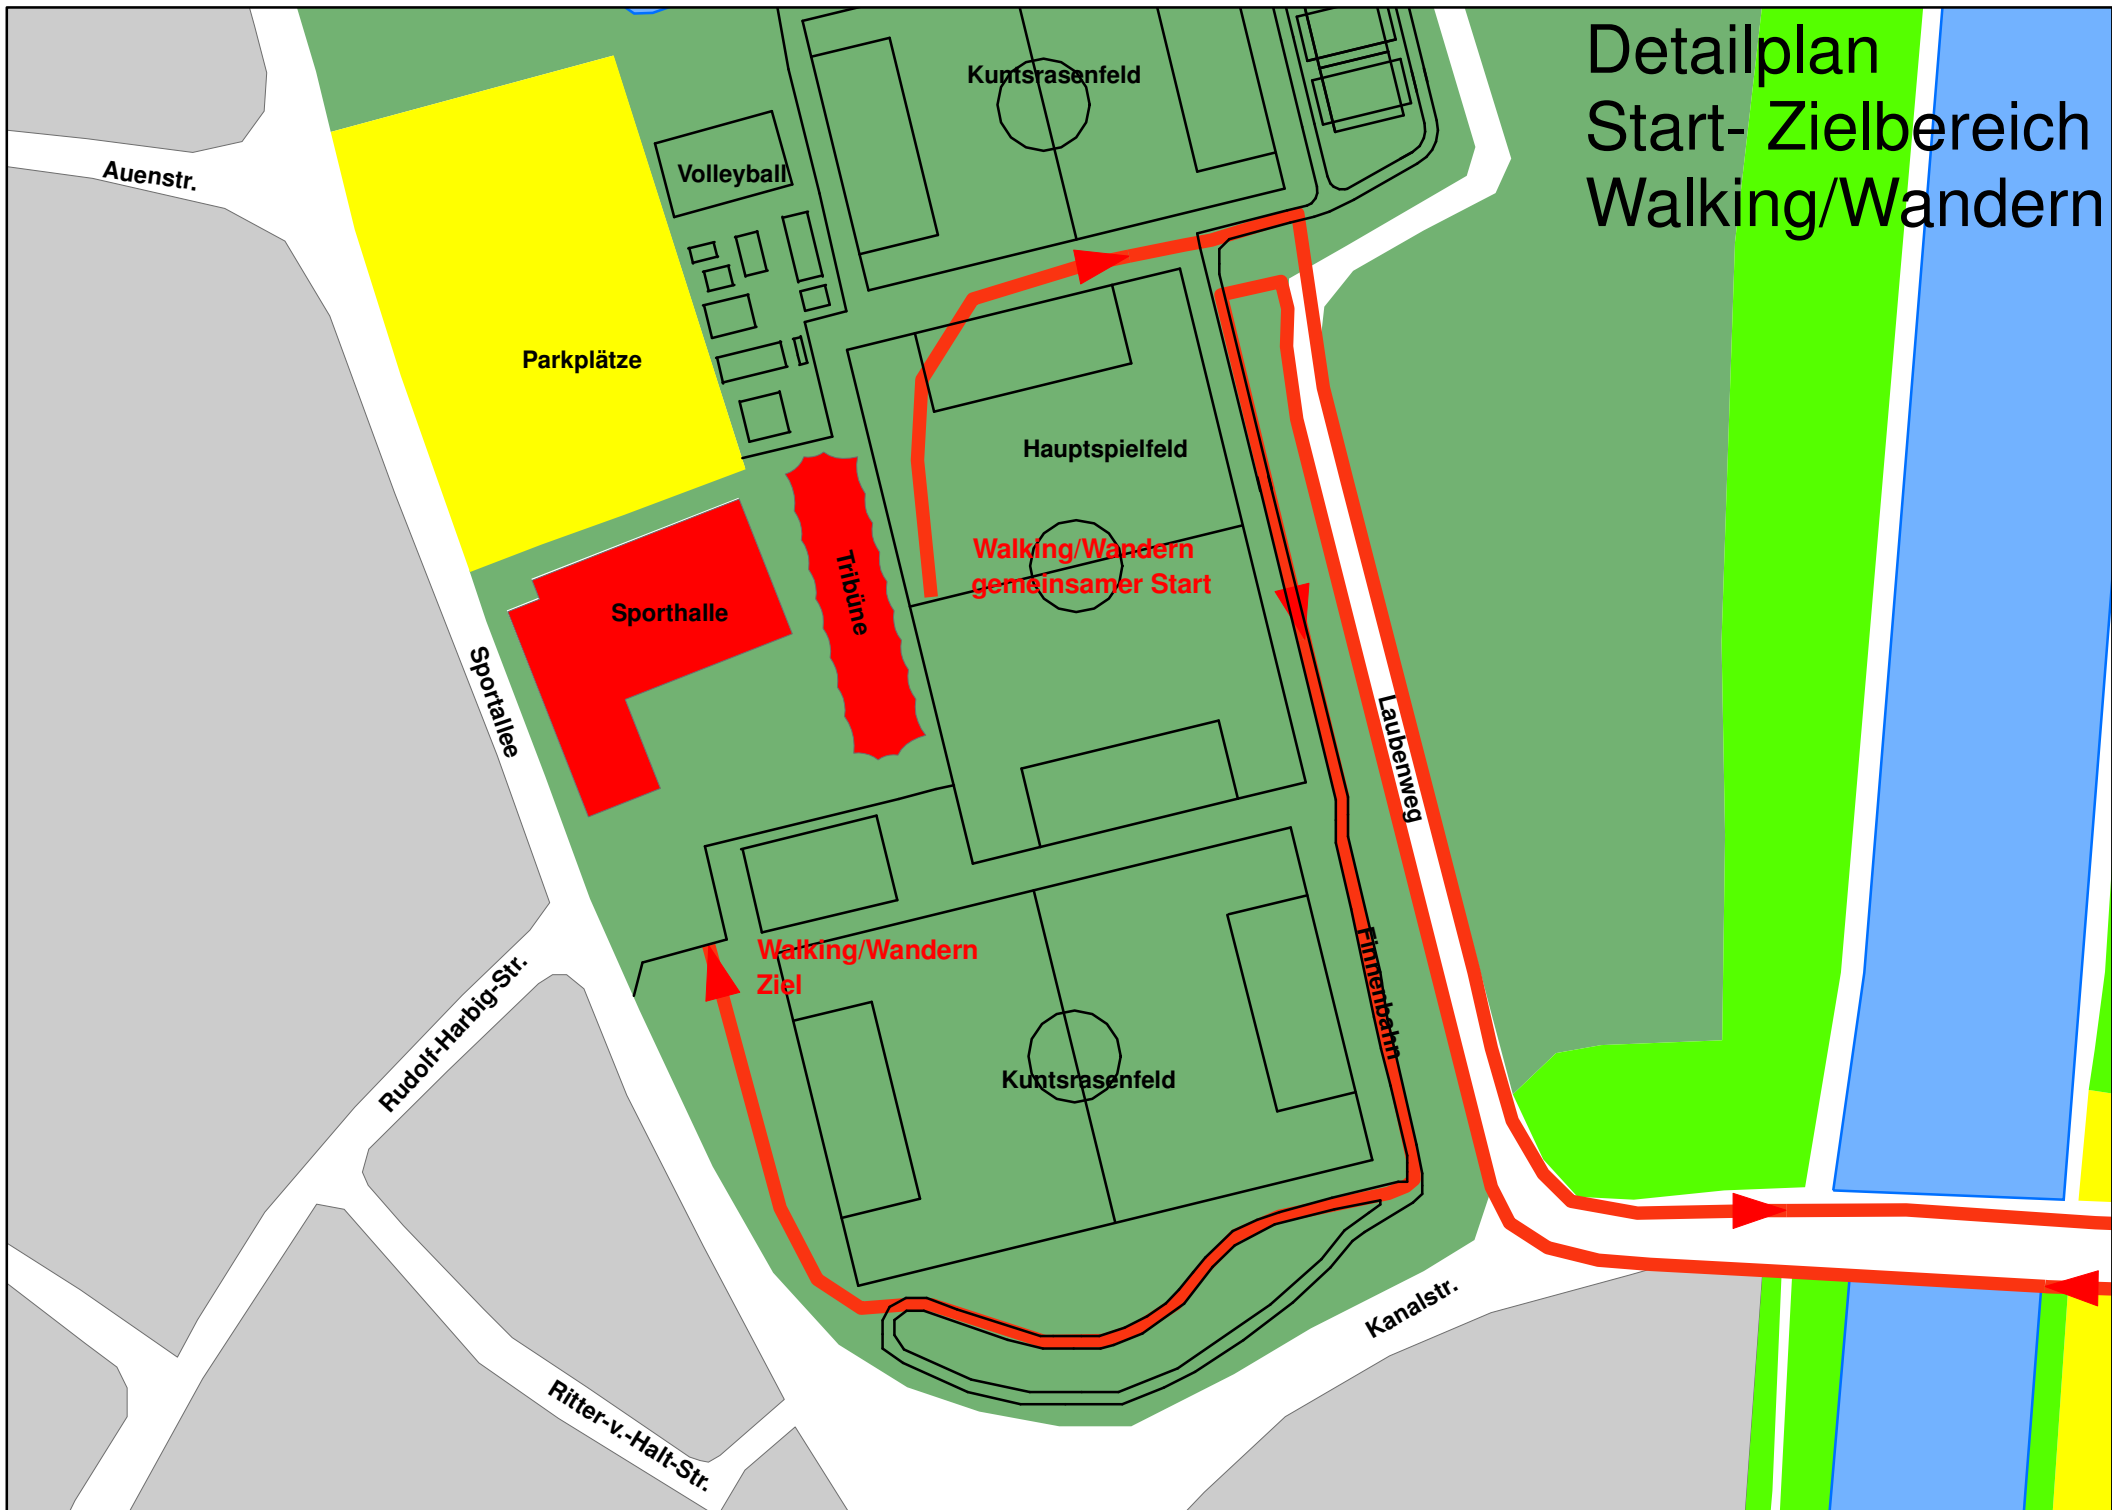 Detailplan
Start- Zielbereich
Walking/Wandern
Kuntsrasenfeld
Auenstr.
Volleyball
Parkplätze
Hauptspielfeld
Walking/Wandern
gemeinsamer Start
Tribüne
Sporthalle
Sportallee
Laubenweg
Finnenbahn
Walking/Wandern
Ziel
Rudolf-Harbig-Str.
Kuntsrasenfeld
Kanalstr.
Ritter-v.-Halt-Str.